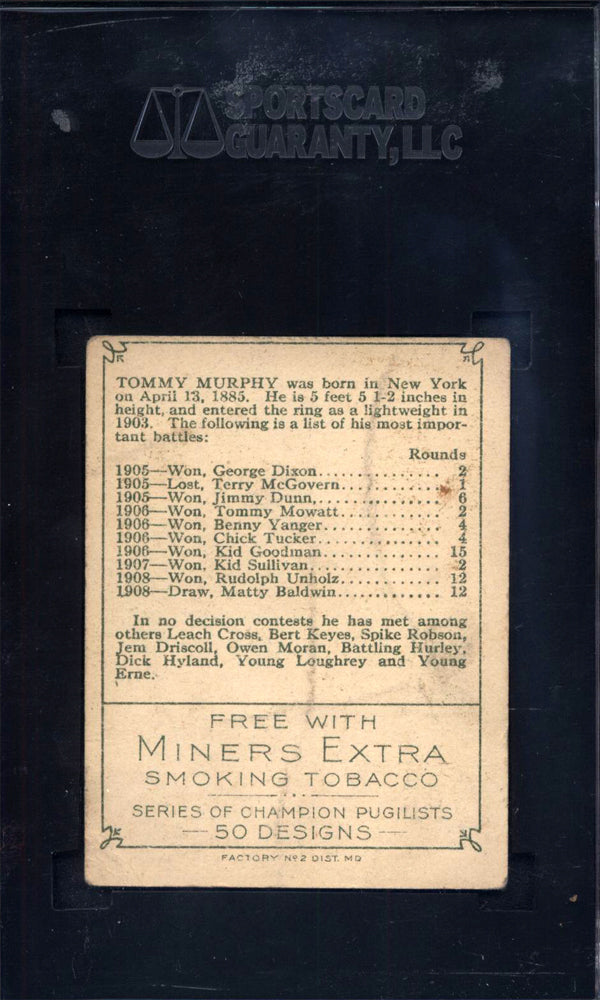 SPORTSCARD
GUARANTY, LLC
TOMMY MURPHY was born in New York
on April 13, 1885. He is 5 feet 5 1-2 inches in
height, and entered the ring as a lightweight in
1903. The following is a list of his most impor-
tant battles:
Rounds
1905—Won, George Dixon............... 2
1905—Lost, Terry McGovern............ 1
1905—Won, Jimmy Dunn,............... 6
1906—Won, Tommy Mowatt............ 2
1906—Won, Benny Yanger.............. 4
1906—Won, Chick Tucker............... 4
1906—Won, Kid Goodman.............. 15
1907—Won, Kid Sullivan................ 2
1908—Won, Rudolph Unholz............ 12
1908—Draw, Matty Baldwin............ 12
In no decision contests he has met among
others Leach Cross, Bert Keyes, Spike Robson,
Jem Driscoll, Owen Moran, Battling Hurley,
Dick Hyland, Young Loughrey and Young
Erne.
FREE WITH
MINERS EXTRA
SMOKING TOBACCO
SERIES OF CHAMPION PUGILISTS
— 50 DESIGNS —
FACTORY Nº2 DIST. MD